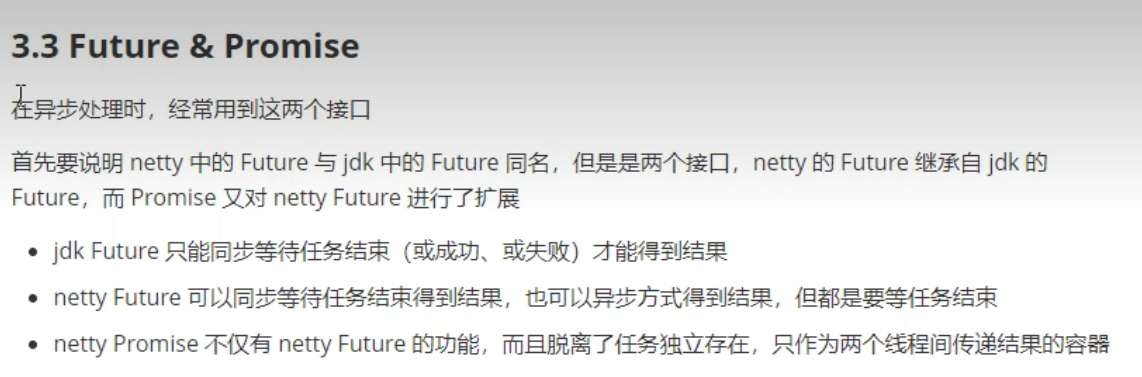 3.3 Future & Promise
在异步处理时，经常用到这两个接口
首先要说明 netty 中的 Future 与 jdk 中的 Future 同名，但是是两个接口，netty 的 Future 继承自 jdk 的
Future，而 Promise 又对 netty Future 进行了扩展
• jdk Future 只能同步等待任务结束（或成功、或失败）才能得到结果
• netty Future 可以同步等待任务结束得到结果，也可以异步方式得到结果，但都是要等任务结束
• netty Promise 不仅有 netty Future 的功能，而且脱离了任务独立存在，只作为两个线程间传递结果的容器